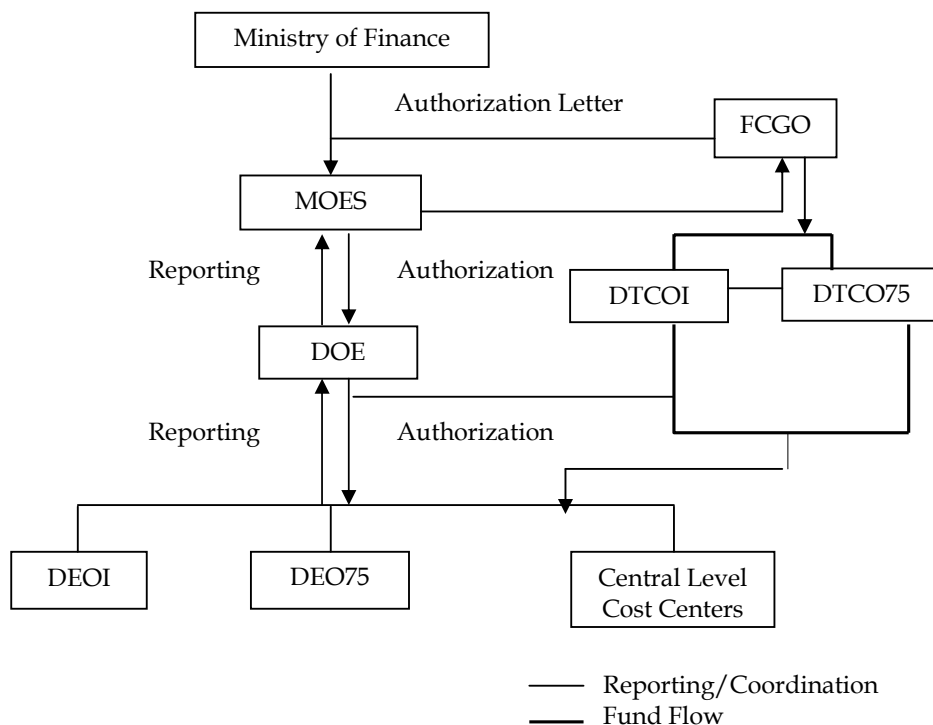 Ministry of Finance
Authorization Letter
FCGO
MOES
Reporting
Authorization
DTCOI
DTCO75
DOE
Reporting
Authorization
DEOI
DEO75
Central Level
Cost Centers
Reporting/Coordination
Fund Flow